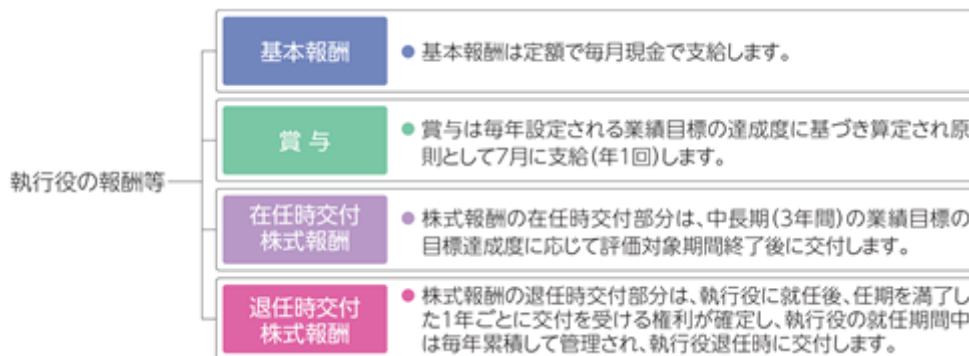 執行役の報酬等
基本報酬
● 基本報酬は定額で毎月現金で支給します。
賞与
● 賞与は毎年設定される業績目標の達成度に基づき算定され原
則として7月に支給(年1回)します。
在任時交付
株式報酬
● 株式報酬の在任時交付部分は、中長期(3年間)の業績目標の
目標達成度に応じて評価対象期間終了後に交付します。
退任時交付
株式報酬
● 株式報酬の退任時交付部分は、執行役に就任後、任期を満了し
た1年ごとに交付を受ける権利が確定し、執行役の就任期間中
は毎年累積して管理され、執行役退任時に交付します。